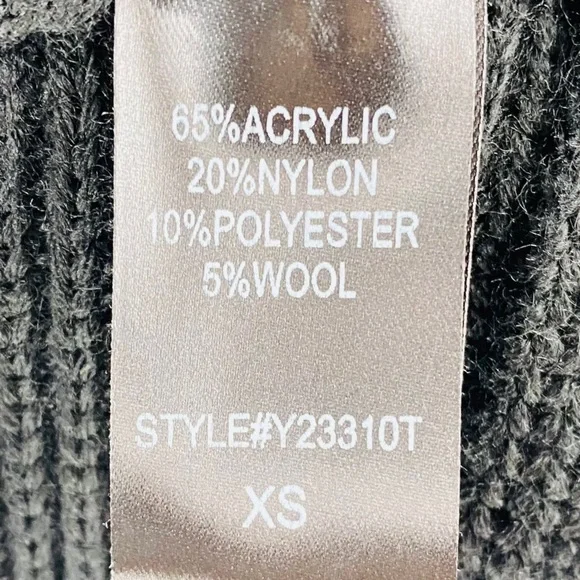 65%ACRYLIC
20%NYLON
10%POLYESTER
5%WOOL
STYLE#Y23310T
XS